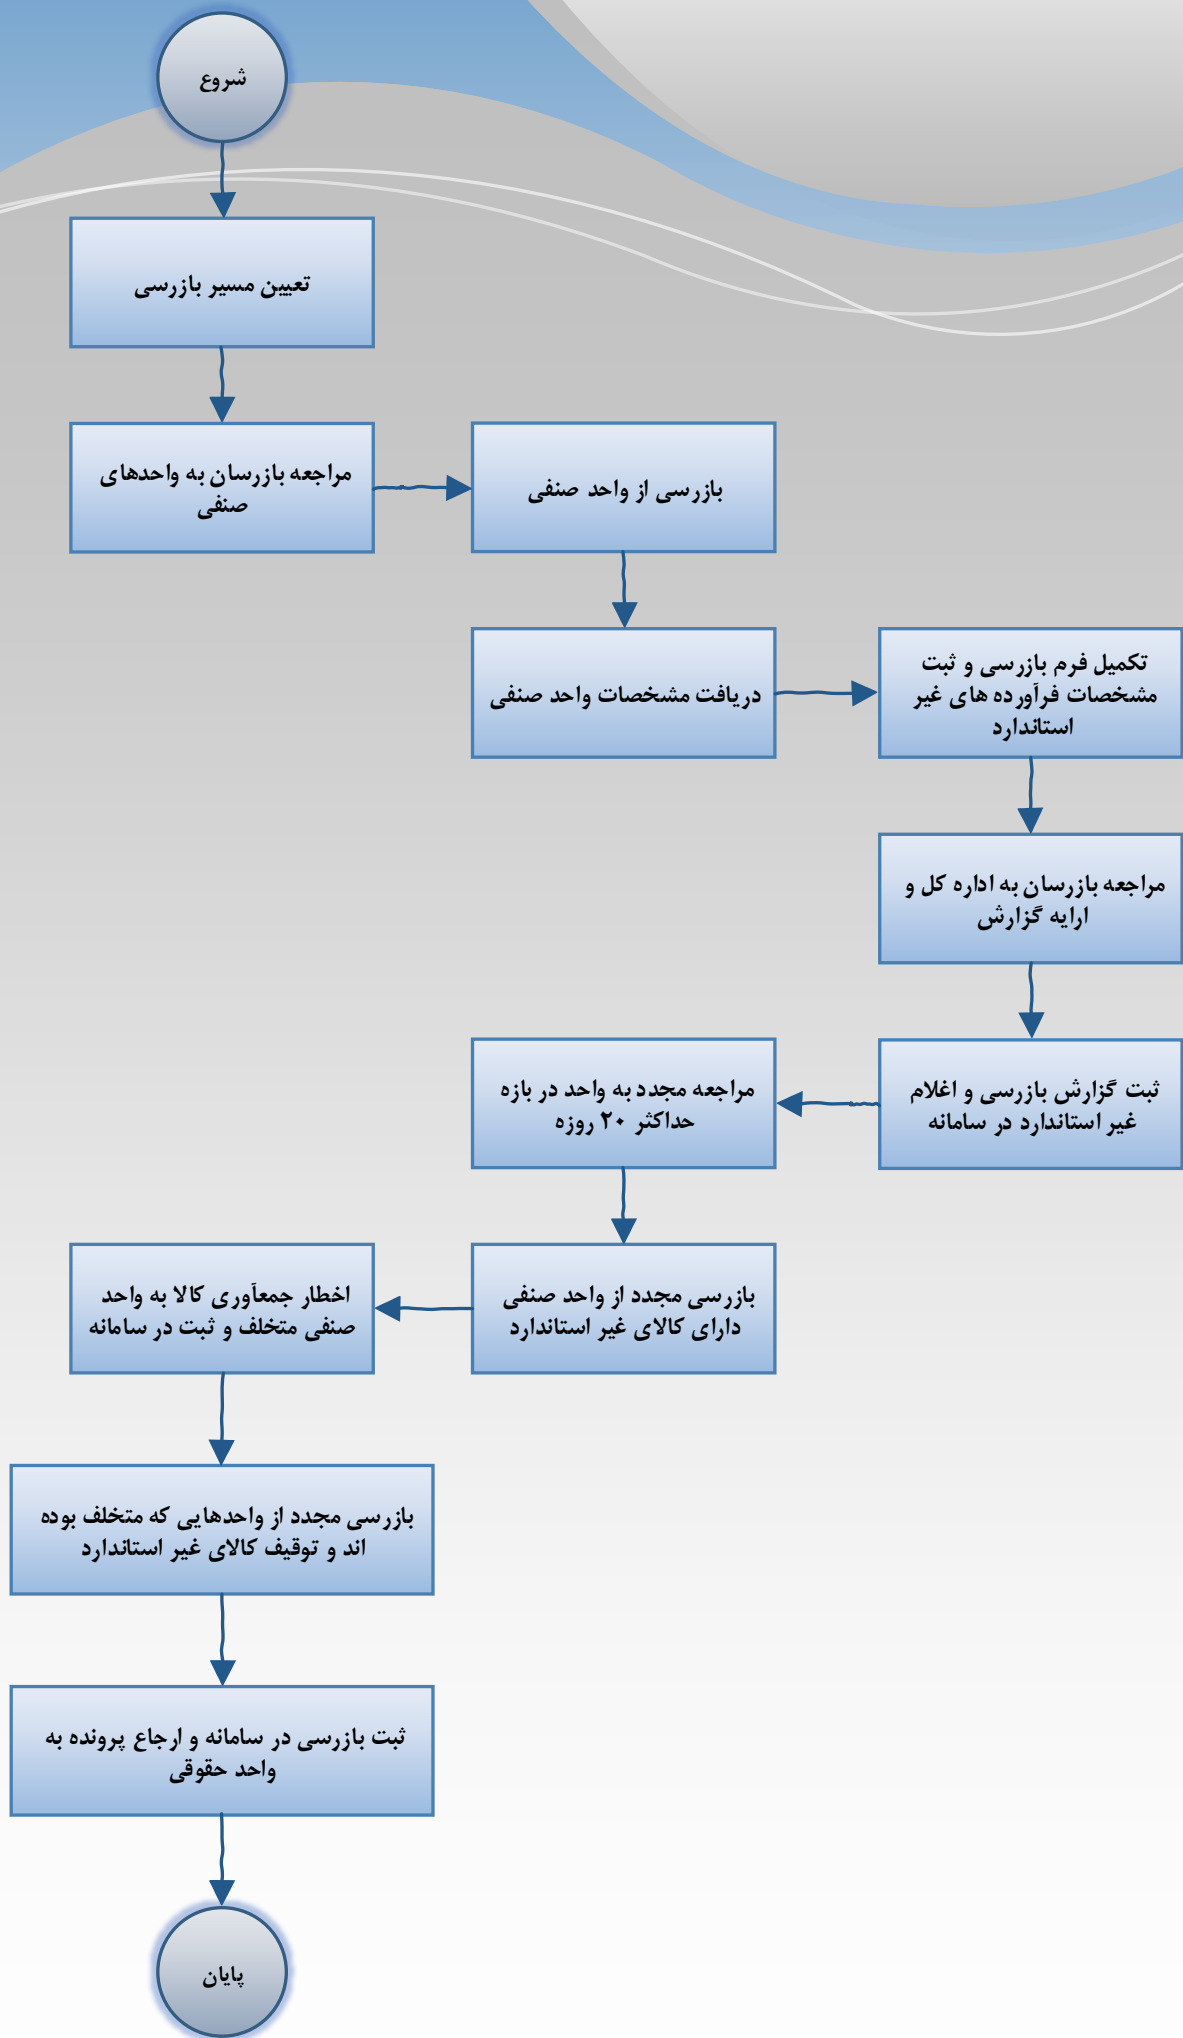 شروع
تعیین مسیر بازرسی
مراجعه بازرسان به واحدهای
صنفی
بازرسی از واحد صنفی
دریافت مشخصات واحد صنفی
تکمیل فرم بازرسی و ثبت
مشخصات فرآورده های غیر
استاندارد
مراجعه بازرسان به اداره کل و
ارایه گزارش
ثبت گزارش بازرسی و اغلام
غیر استاندارد در سامانه
مراجعه مجدد به واحد در بازه
حداکثر ۲۰ روزه
بازرسی مجدد از واحد صنفی
دارای کالای غیر استاندارد
اخطار جمعآوری کالا به واحد
صنفی متخلف و ثبت در سامانه
بازرسی مجدد از واحدهایی که متخلف بوده
اند و توقیف کالای غیر استاندارد
ثبت بازرسی در سامانه و ارجاع پرونده به
واحد حقوقی
پایان